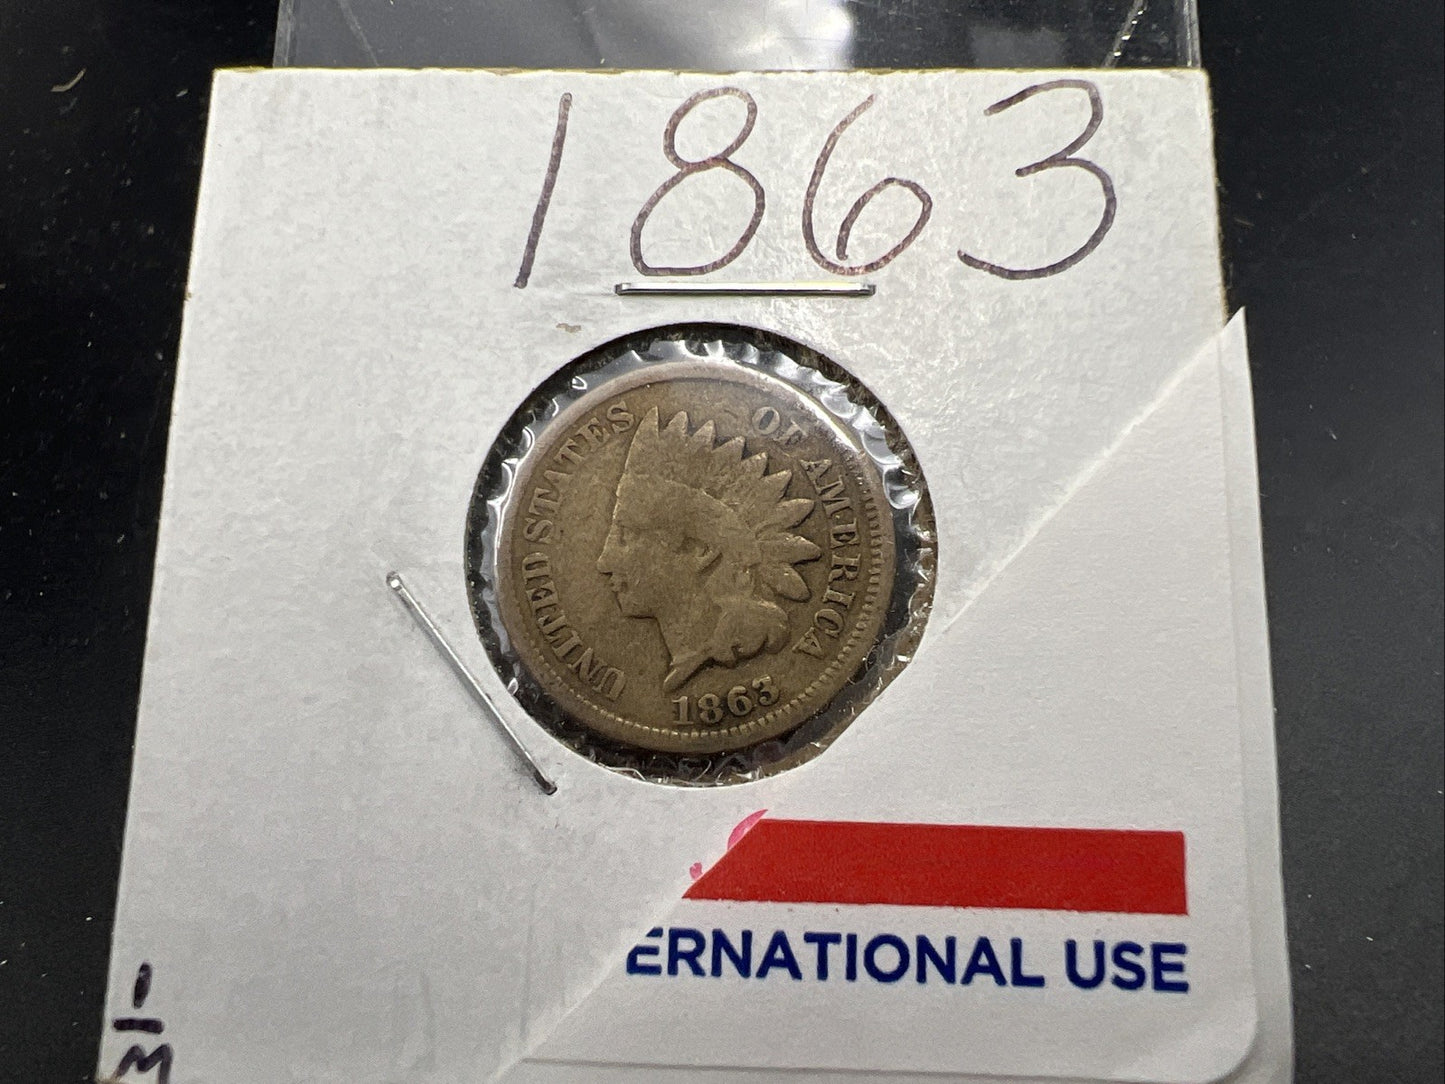 1863
UNITED STATES OF AMERICA
1863
ERNATIONAL USE